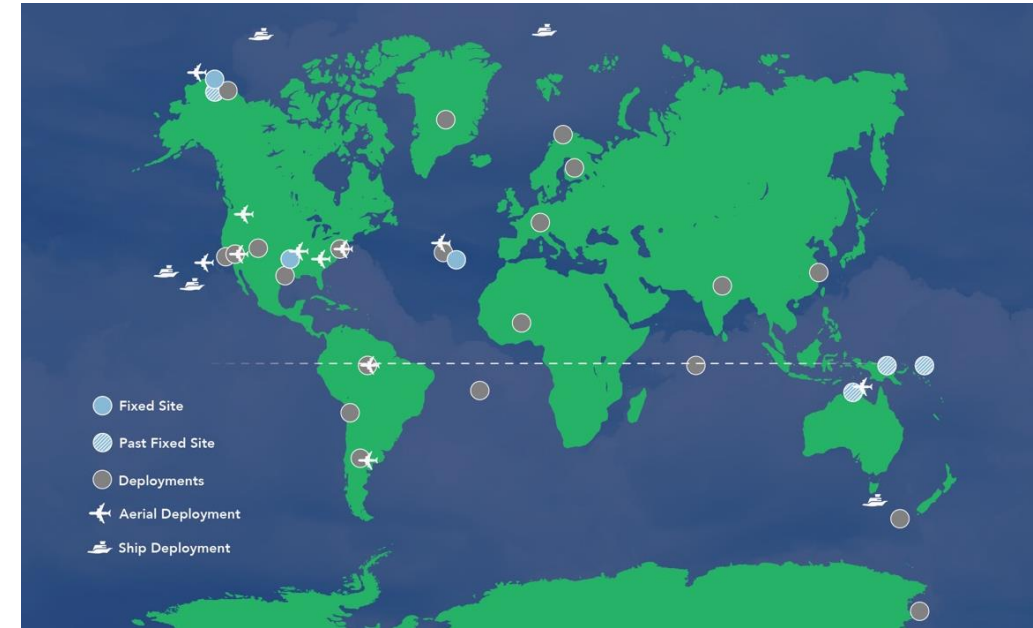 Fixed Site
Past Fixed Site
Deployments
Aerial Deployment
Ship Deployment